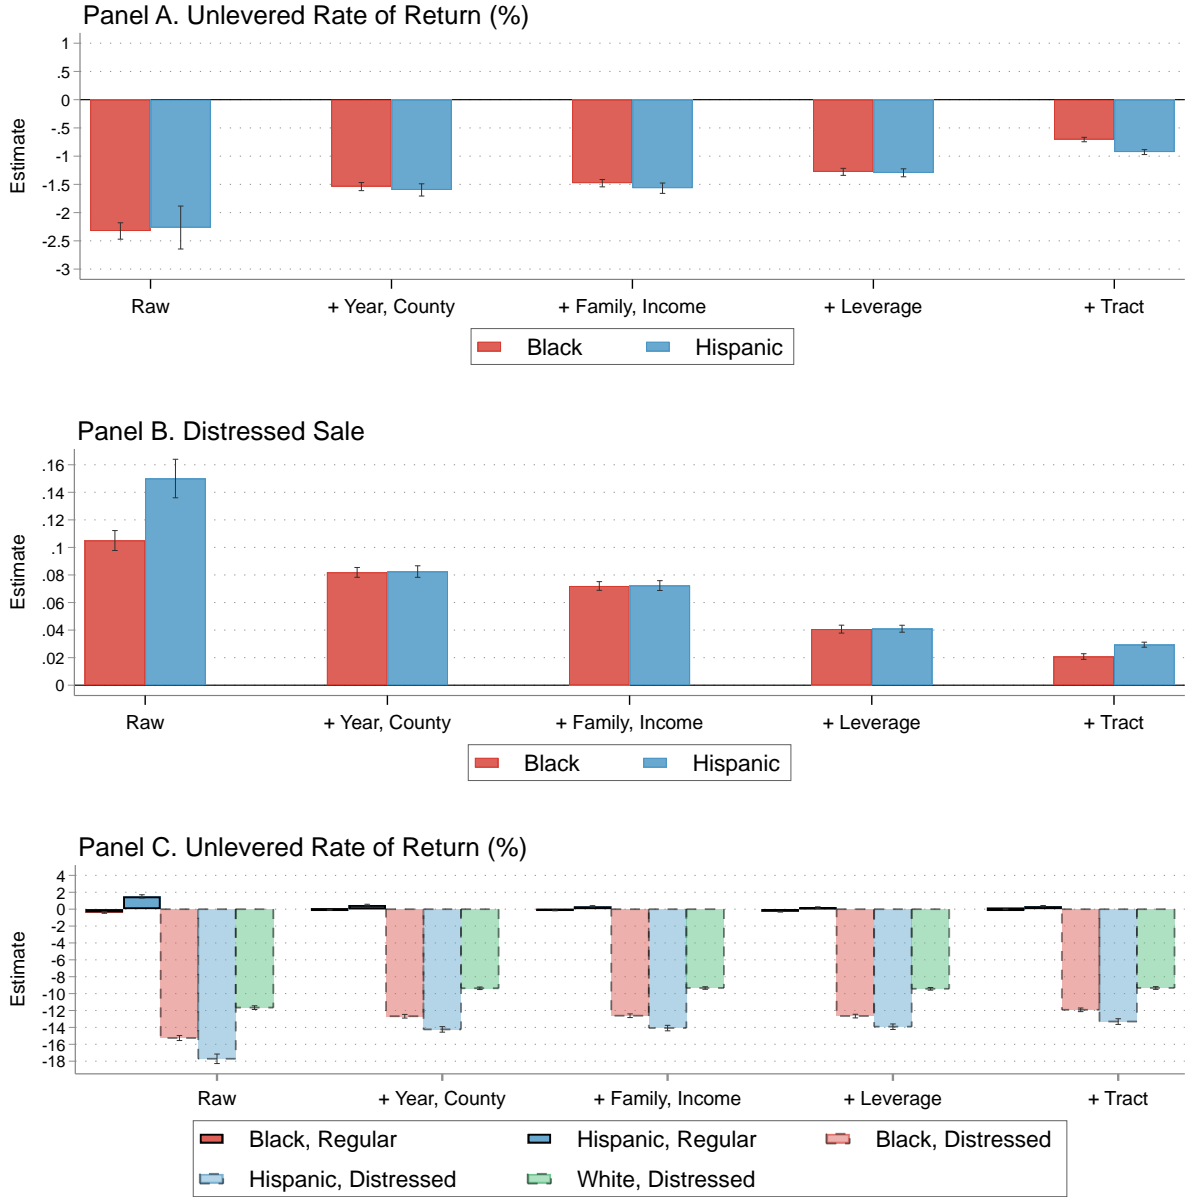 Panel A. Unlevered Rate of Return (%)
Estimate
1
.5
0
-.5
-1
-1.5
-2
-2.5
-3
Raw + Year, County + Family, Income + Leverage + Tract
Black Hispanic
Panel B. Distressed Sale
Estimate
.16
.14
.12
.1
.08
.06
.04
.02
0
Raw + Year, County + Family, Income + Leverage + Tract
Black Hispanic
Panel C. Unlevered Rate of Return (%)
Estimate
4
2
0
-2
-4
-6
-8
-10
-12
-14
-16
-18
Raw + Year, County + Family, Income + Leverage + Tract
Black, Regular Hispanic, Regular Black, Distressed
Hispanic, Distressed White, Distressed